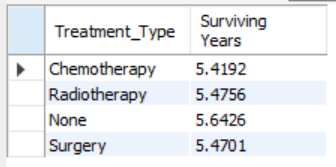 Treatment_Type Surviving Years
Chemotherapy 5.4192
Radiotherapy 5.4756
None 5.6426
Surgery 5.4701